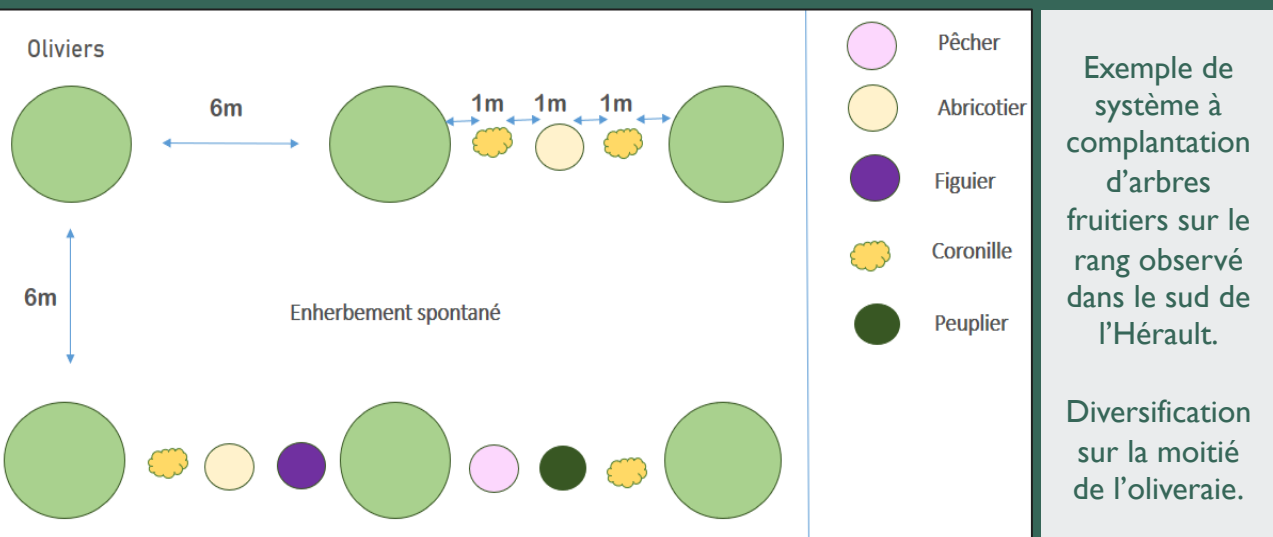 Oliviers
6m
1m 1m 1m
6m
Enherbement spontané
Pêcher
Abricotier
Figuier
Coronille
Peuplier
Exemple de
système à
complantation
d'arbres
fruitiers sur le
rang observé
dans le sud de
l'Hérault.
Diversification
sur la moitié
de l'oliveraie.